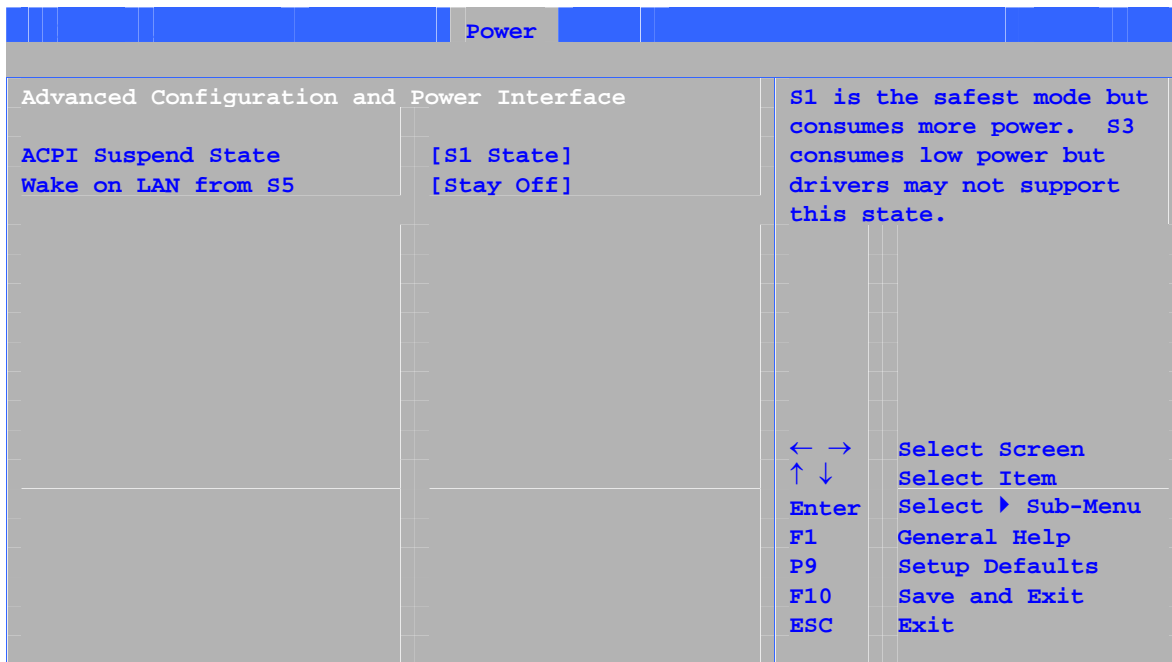 Power
Advanced Configuration and Power Interface
ACPI Suspend State [S1 State]
Wake on LAN from S5 [Stay Off]
S1 is the safest mode but
consumes more power. S3
consumes low power but
drivers may not support
this state.
← → Select Screen
↑ ↓ Select Item
Enter Select ▶ Sub-Menu
F1 General Help
P9 Setup Defaults
F10 Save and Exit
ESC Exit